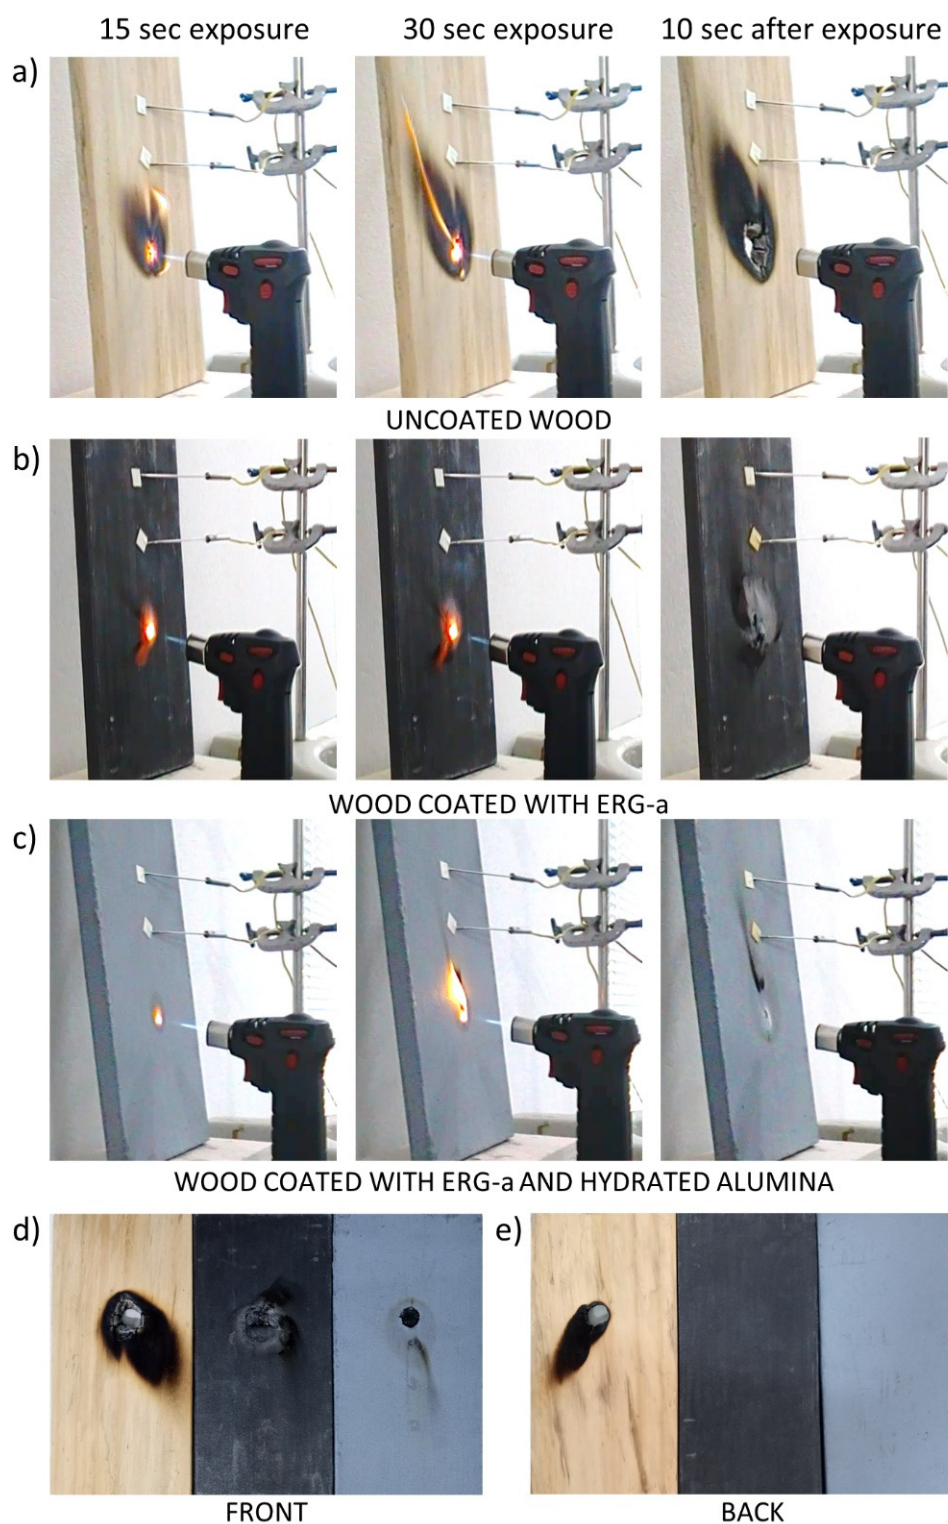 15 sec exposure
30 sec exposure
10 sec after exposure
a)
UNCOATED WOOD
b)
WOOD COATED WITH ERG-a
c)
WOOD COATED WITH ERG-a AND HYDRATED ALUMINA
d)
e)
FRONT
BACK